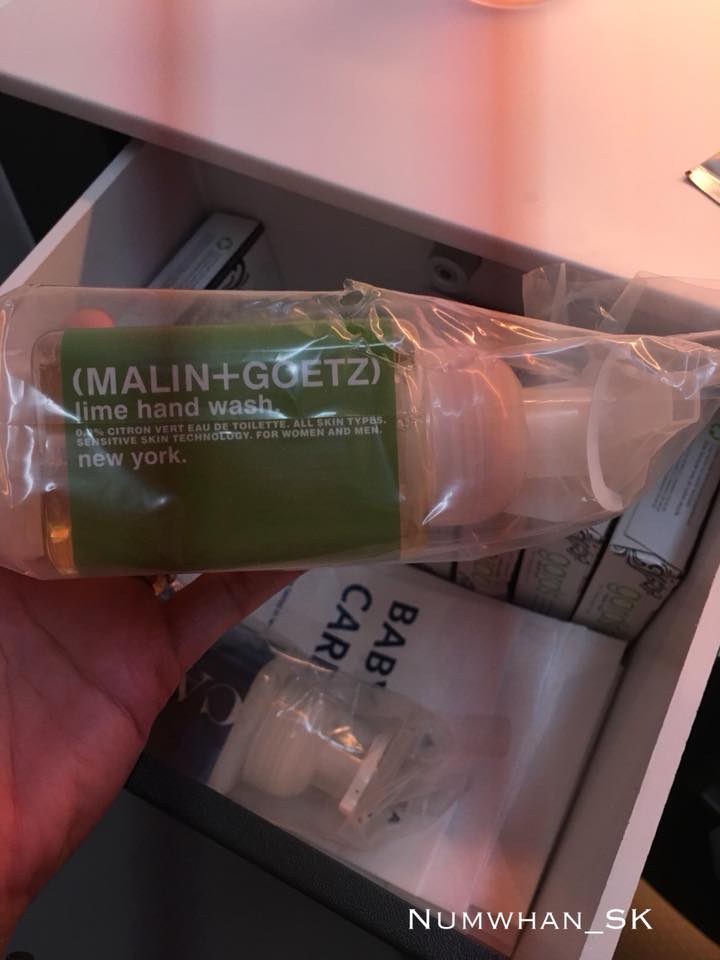 (MALIN+GOETZ)
lime hand wash.
CITRON VERT EAU DE TOILETTE. ALL SKIN TYPES.
SENSITIVE SKIN TECHNOLOGY. FOR WOMEN AND MEN.
new york.
BABY
CAR
NUMWHAN_SK